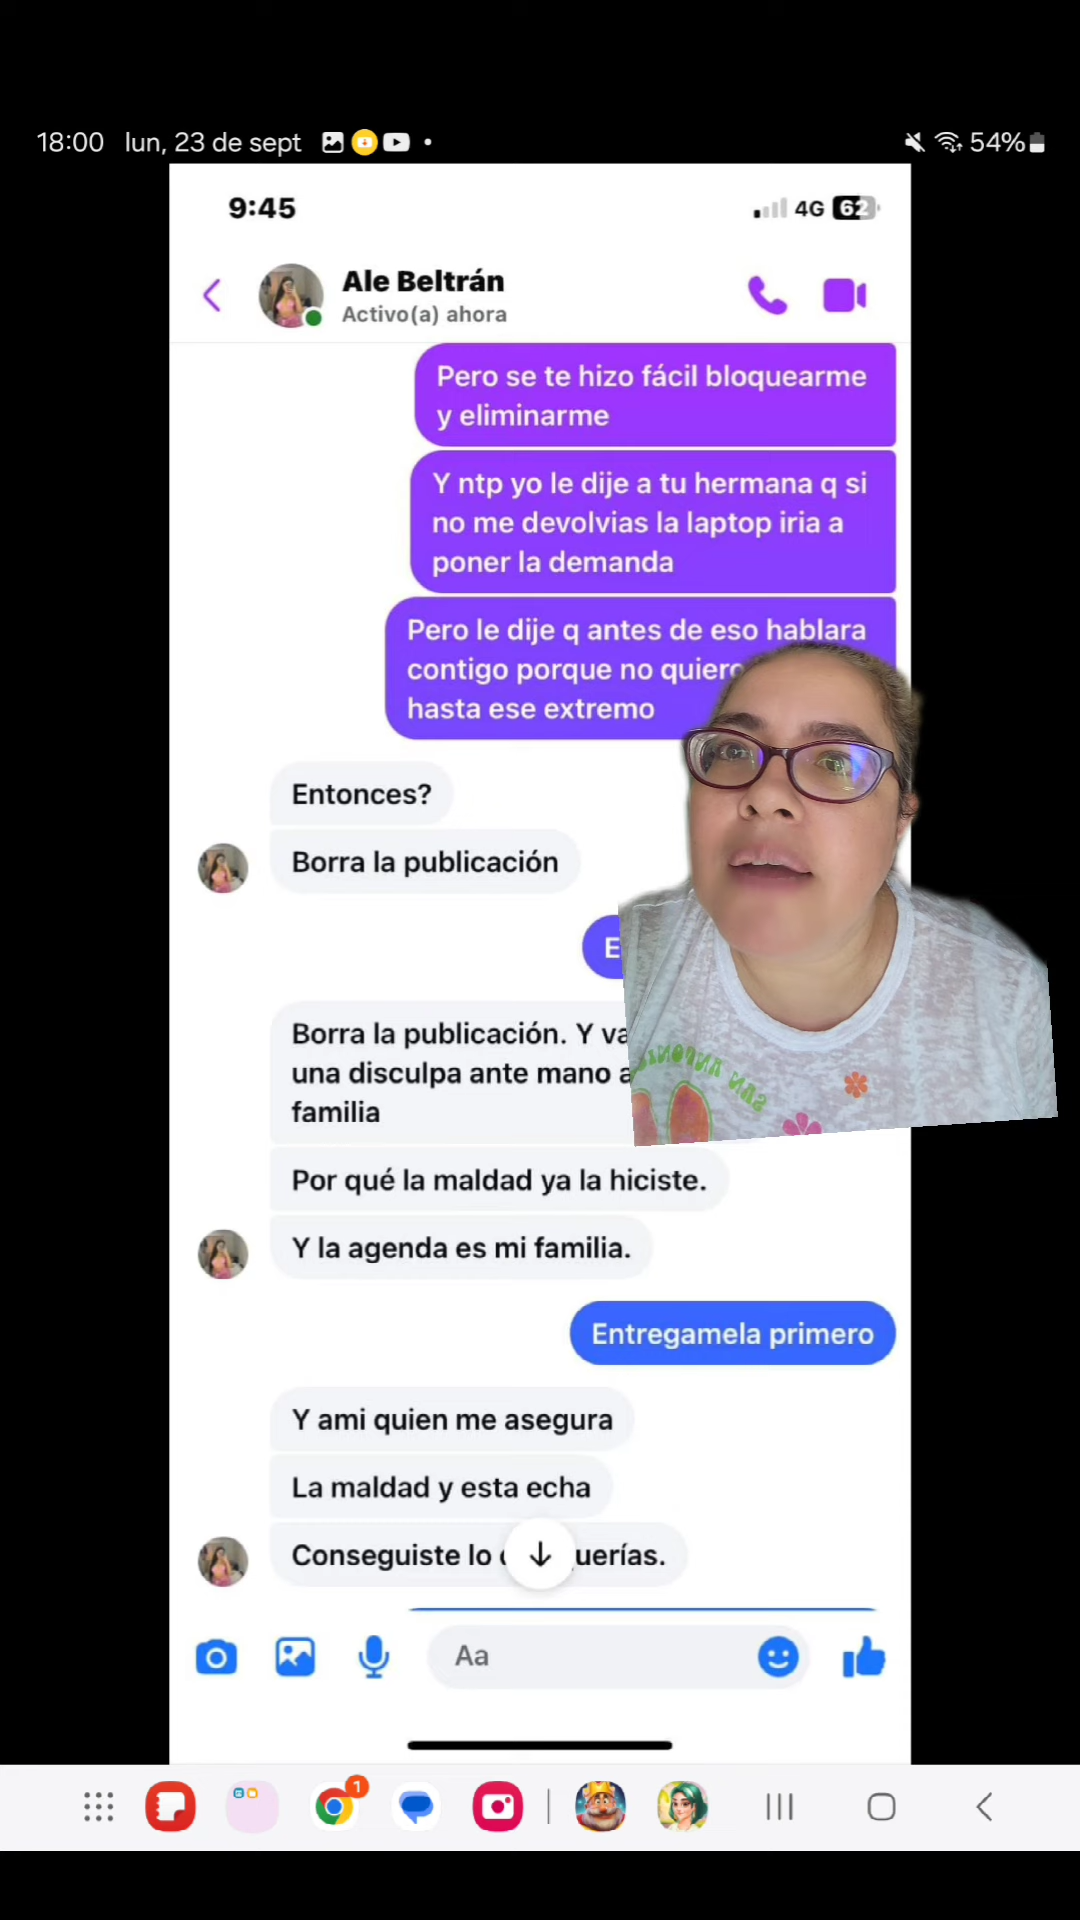 18:00 lun, 23 de sept
54%
9:45
4G 62
Ale Beltrán
Activo(a) ahora
Pero se te hizo fácil bloquearme
y eliminarme
Y ntp yo le dije a tu hermana q si
no me devolvias la laptop iria a
poner la demanda
Pero le dije q antes de eso hablara
contigo porque no quiero
hasta ese extremo
Entonces?
Borra la publicación
Borra la publicación. Y
una disculpa ante mano
familia
SAN ANTONIO
Por qué la maldad ya la hiciste.
Y la agenda es mi familia.
Entregamela primero
Y ami quien me asegura
La maldad y esta echa
Conseguiste lo
Aa
1